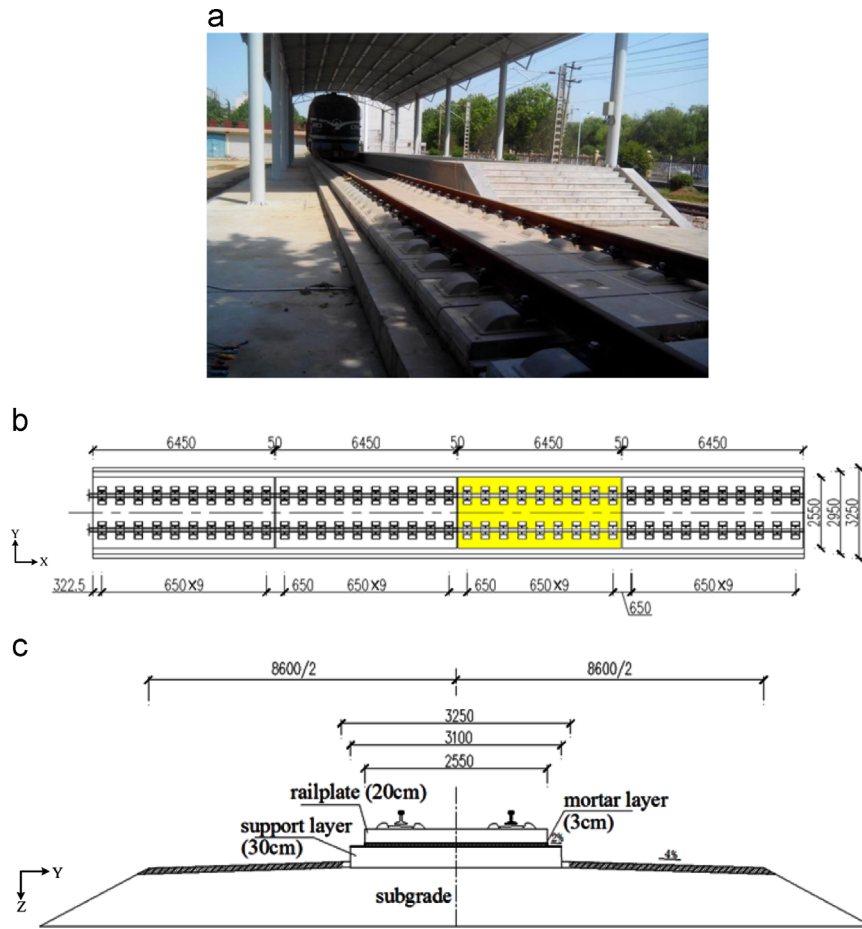 a
b
6450 50 6450 50 6450 50 6450
2550
2950
3250
Y
X
322.5 650×9 650 650×9 650 650×9 650 650×9
c
8600/2 8600/2
3250
3100
2550
railplate (20cm)
mortar layer
(3cm)
support layer
(30cm)
2%
4%
Y
Z
subgrade